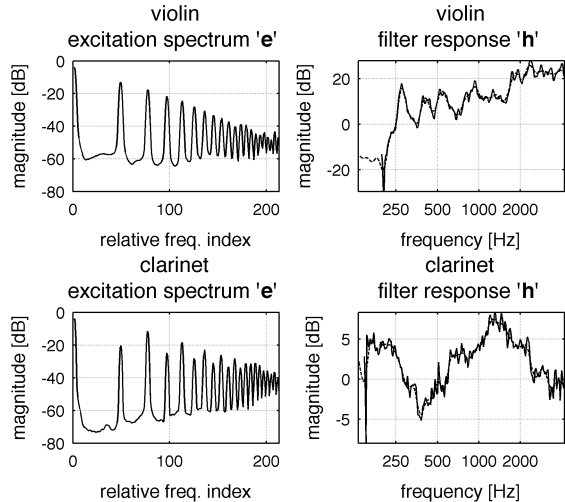 violin
excitation spectrum 'e'
magnitude [dB]
0
-20
-40
-60
-80
0
100
200
relative freq. index
violin
filter response 'h'
magnitude [dB]
20
0
-20
250
500
1000
2000
frequency [Hz]
clarinet
excitation spectrum 'e'
magnitude [dB]
0
-20
-40
-60
-80
0
100
200
relative freq. index
clarinet
filter response 'h'
magnitude [dB]
5
0
-5
250
500
1000
2000
frequency [Hz]